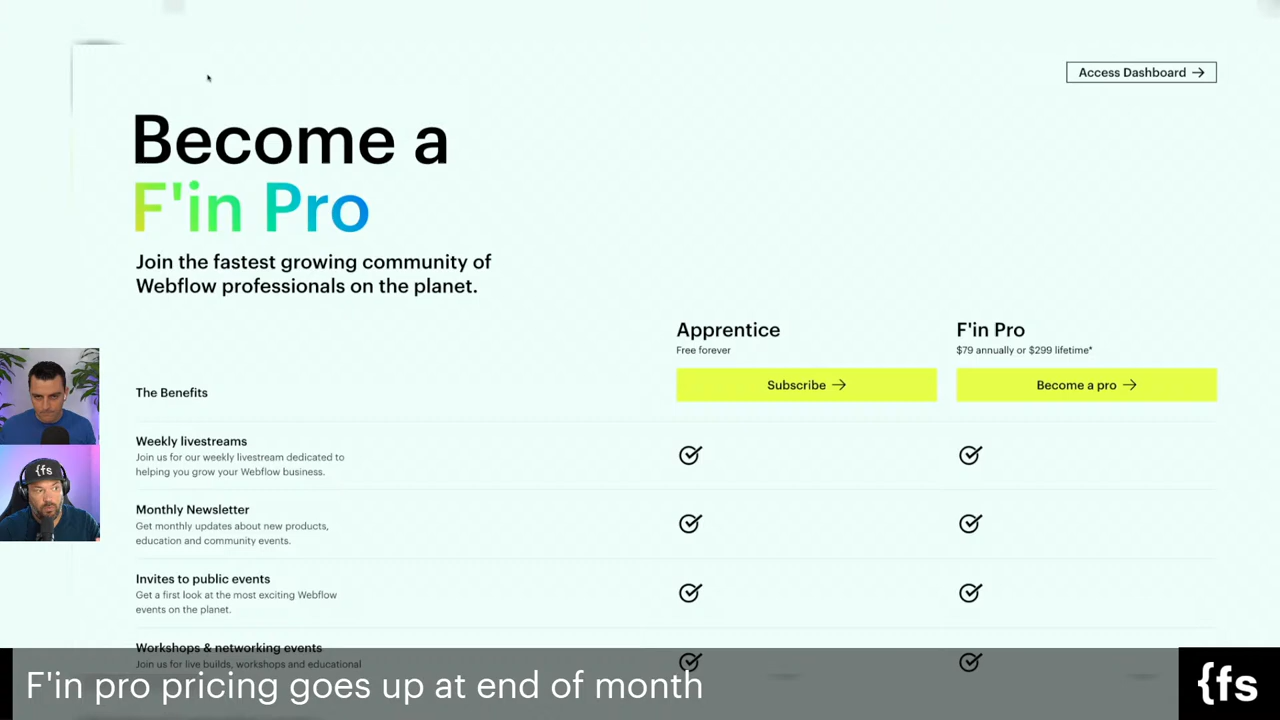 Access Dashboard →
Become a
F'in Pro
Join the fastest growing community of
Webflow professionals on the planet.
Apprentice
Free forever
Subscribe →
F'in Pro
$79 annually or $299 lifetime*
Become a pro →
The Benefits
Weekly livestreams
Join us for our weekly livestream dedicated to
helping you grow your Webflow business.
Monthly Newsletter
Get monthly updates about new products,
education and community events.
Invites to public events
Get a first look at the most exciting Webflow
events on the planet.
Workshops & networking events
Join us for live builds, workshops and educational
{fs
F'in pro pricing goes up at end of month
{fs